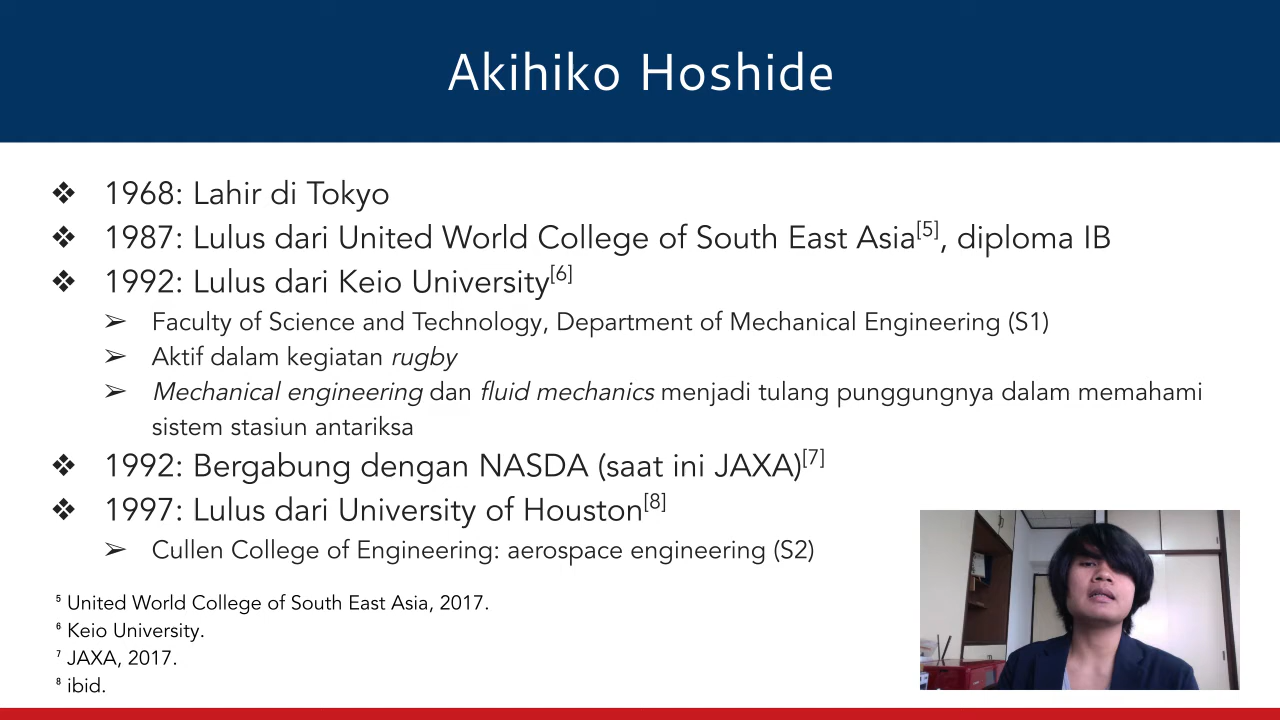 Akihiko Hoshide
❖ 1968: Lahir di Tokyo
❖ 1987: Lulus dari United World College of South East Asia[5], diploma IB
❖ 1992: Lulus dari Keio University[6]
➢ Faculty of Science and Technology, Department of Mechanical Engineering (S1)
➢ Aktif dalam kegiatan rugby
➢ Mechanical engineering dan fluid mechanics menjadi tulang punggungnya dalam memahami
sistem stasiun antariksa
❖ 1992: Bergabung dengan NASDA (saat ini JAXA)[7]
❖ 1997: Lulus dari University of Houston[8]
➢ Cullen College of Engineering: aerospace engineering (S2)
⁵ United World College of South East Asia, 2017.
⁶ Keio University.
⁷ JAXA, 2017.
⁸ ibid.